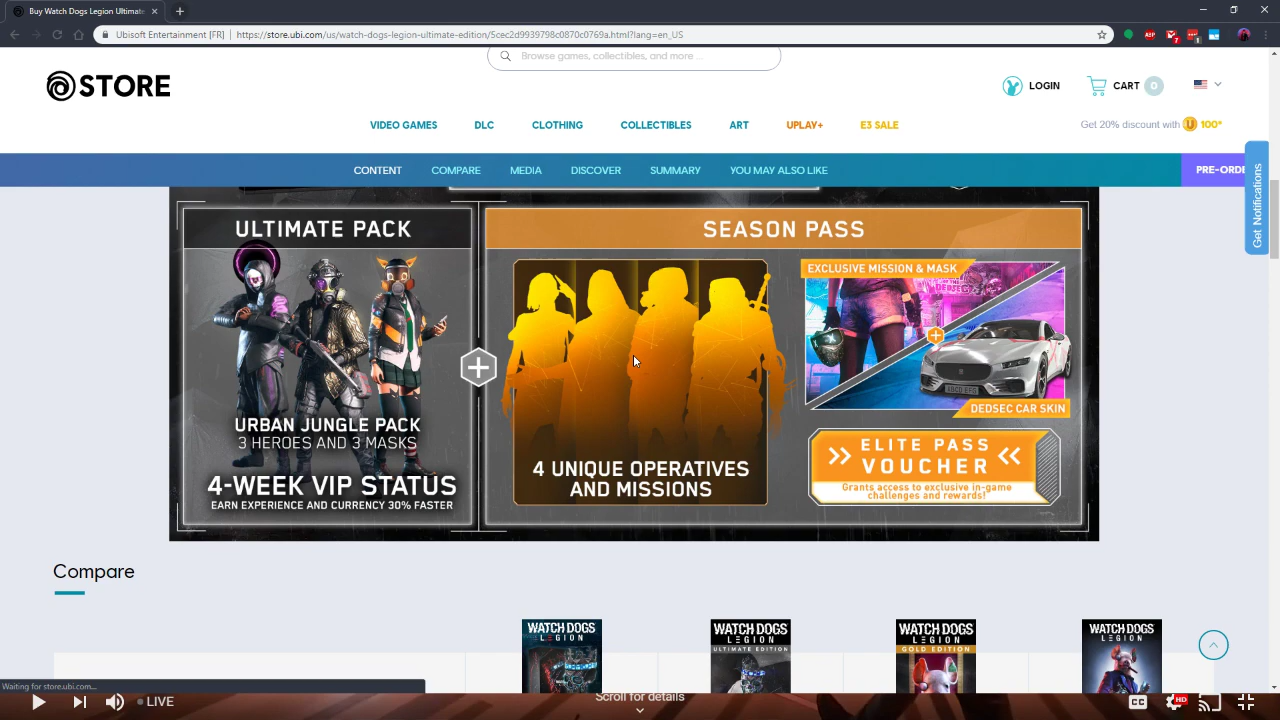 Buy Watch Dogs Legion Ultimate
Ubisoft Entertainment [FR] | https://store.ubi.com/us/watch-dogs-legion-ultimate-edition/5cec2d9939798c0870c0769a.html?lang=en_US
Browse games, collectibles, and more ...
STORE
LOGIN
CART 0
VIDEO GAMES DLC CLOTHING COLLECTIBLES ART UPLAY+ E3 SALE
Get 20% discount with U 100*
CONTENT COMPARE MEDIA DISCOVER SUMMARY YOU MAY ALSO LIKE
PRE-ORDE
Get Notifications
ULTIMATE PACK
SEASON PASS
EXCLUSIVE MISSION & MASK
DEDSEC CAR SKIN
URBAN JUNGLE PACK
3 HEROES AND 3 MASKS
4-WEEK VIP STATUS
EARN EXPERIENCE AND CURRENCY 30% FASTER
4 UNIQUE OPERATIVES
AND MISSIONS
ELITE PASS
VOUCHER
Grants access to exclusive in-game
challenges and rewards!
Compare
WATCH DOGS
LEGION
WATCH DOGS
LEGION
ULTIMATE EDITION
WATCH DOGS
LEGION
GOLD EDITION
WATCH DOGS
LEGION
Waiting for store.ubi.com...
LIVE
Scroll for details
CC
HD